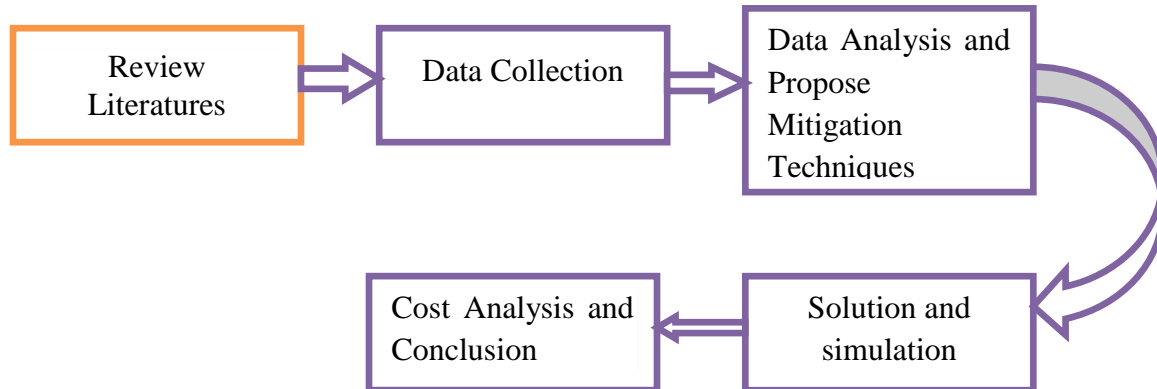 Review
Literatures
Data Collection
Data Analysis and
Propose
Mitigation
Techniques
Solution and
simulation
Cost Analysis and
Conclusion